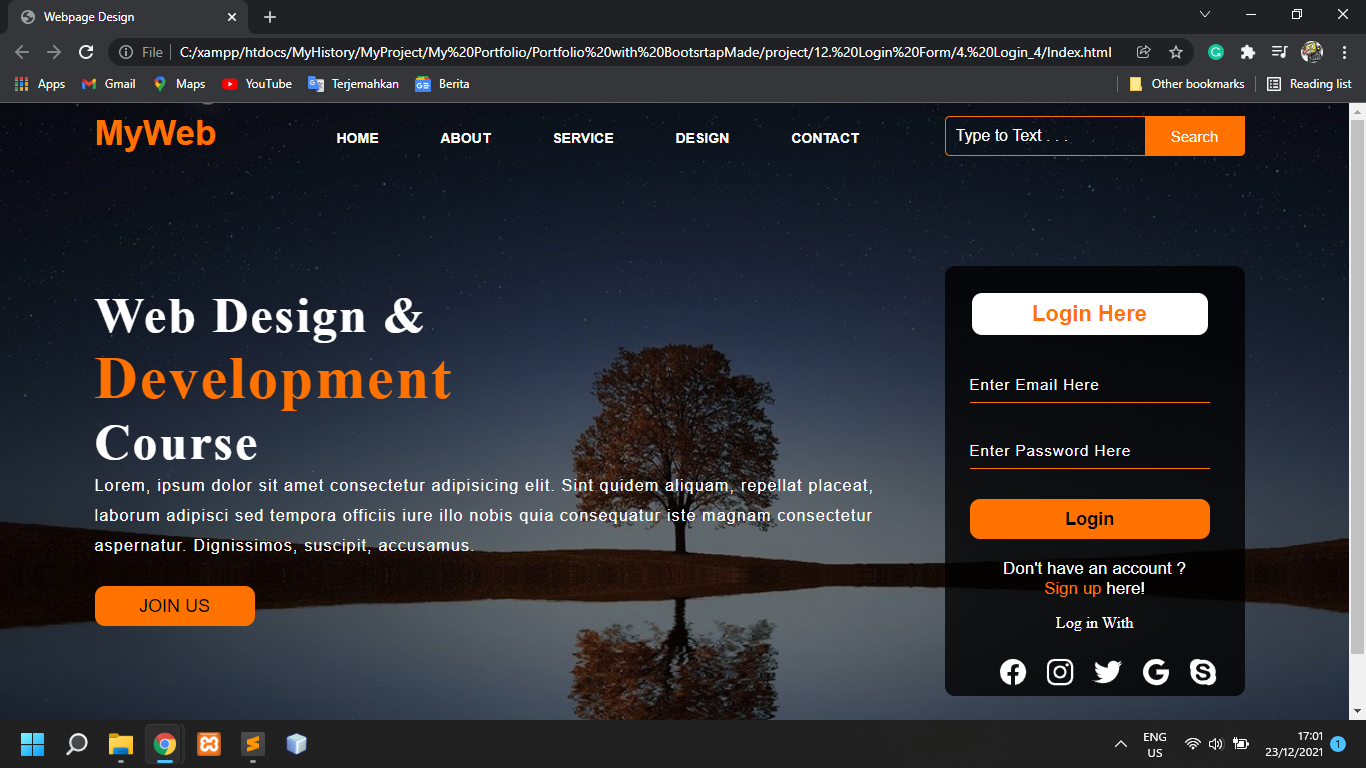 Webpage Design
File
C:/xampp/htdocs/MyHistory/MyProject/My%20Portfolio/Portfolio%20with%20BootsrtapMade/project/12.%20Login%20Form/4.%20Login_4/Index.html
Apps Gmail Maps YouTube Terjemahkan Berita Other bookmarks Reading list
MyWeb HOME ABOUT SERVICE DESIGN CONTACT Type to Text . . . Search
Web Design &
Development
Course
Lorem, ipsum dolor sit amet consectetur adipisicing elit. Sint quidem aliquam, repellat placeat,
laborum adipisci sed tempora officiis iure illo nobis quia consequatur iste magnam consectetur
aspernatur. Dignissimos, suscipit, accusamus.
JOIN US
Login Here
Enter Email Here
Enter Password Here
Login
Don't have an account ?
Sign up here!
Log in With
ENG
US
17:01
23/12/2021
1